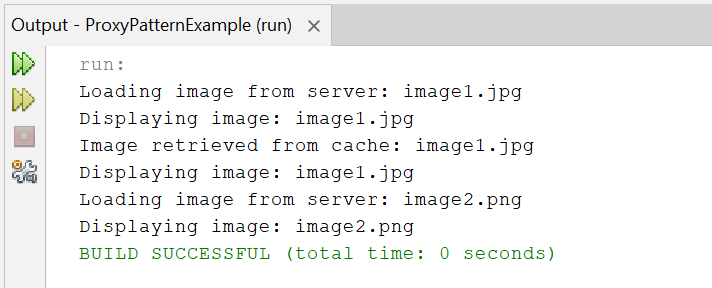 Output - ProxyPatternExample (run) ×
run:
Loading image from server: image1.jpg
Displaying image: image1.jpg
Image retrieved from cache: image1.jpg
Displaying image: image1.jpg
Loading image from server: image2.png
Displaying image: image2.png
BUILD SUCCESSFUL (total time: 0 seconds)